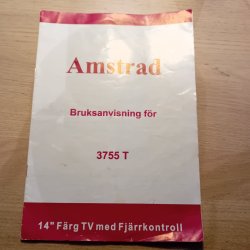 Amstrad
Bruksanvisning för
3755 T
14" Färg TV med Fjärrkontroll